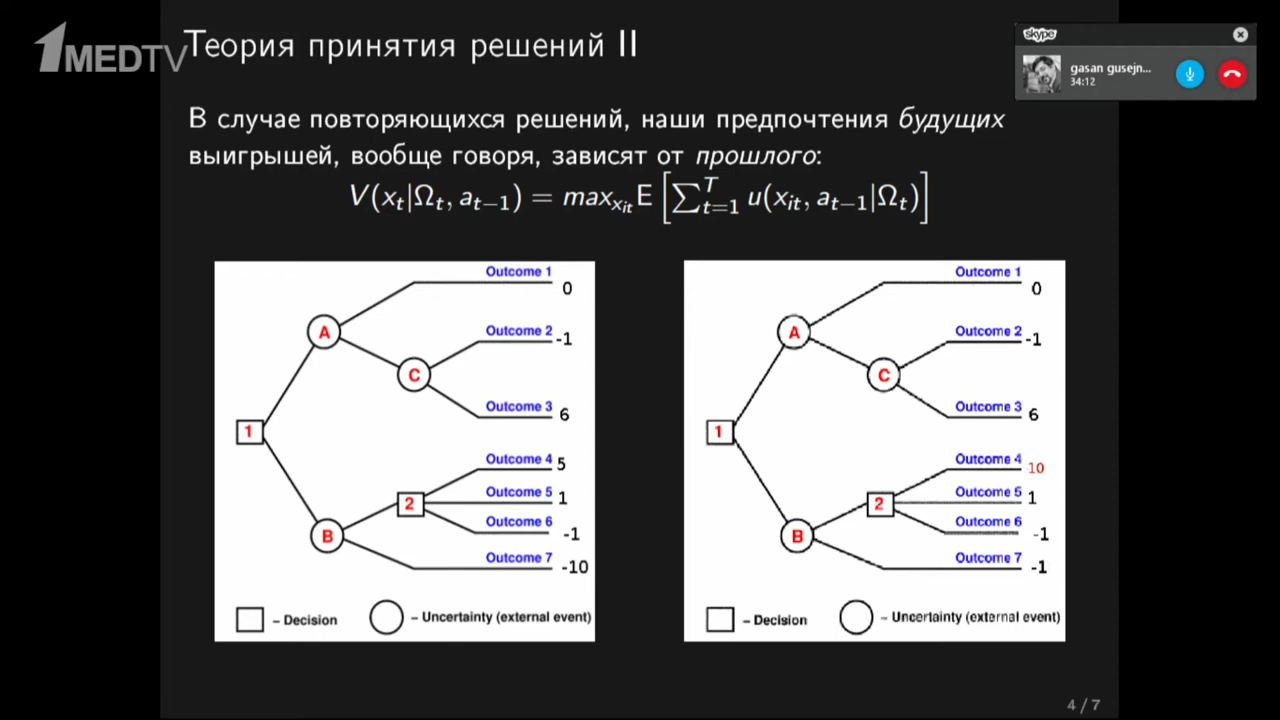 1MEDTV
Теория принятия решений II
skype
gasan gusejn...
34:12
В случае повторяющихся решений, наши предпочтения будущих
выигрышей, вообще говоря, зависят от прошлого:
V(x_t|Ω_t, a_{t−1}) = max_{x_{it}} E [∑_{t=1}^{T} u(x_{it}, a_{t−1}|Ω_t)]
Outcome 1 0
A
Outcome 2 -1
C
Outcome 3 6
1
Outcome 4 5
2
Outcome 5 1
Outcome 6 -1
B
Outcome 7 -10
– Decision
– Uncertainty (external event)
Outcome 1 0
A
Outcome 2 -1
C
Outcome 3 6
1
Outcome 4 10
2
Outcome 5 1
Outcome 6 -1
B
Outcome 7 -1
– Decision
– Uncertainty (external event)
4 / 7